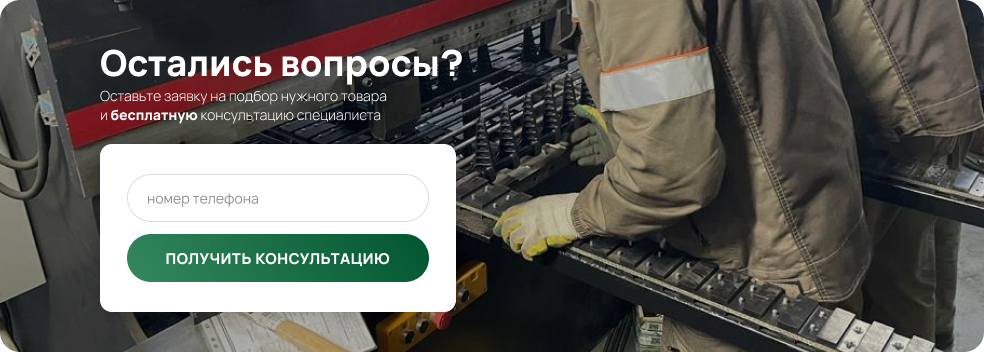 Остались вопросы?
Оставьте заявку на подбор нужного товара
и бесплатную консультацию специалиста
номер телефона
ПОЛУЧИТЬ КОНСУЛЬТАЦИЮ